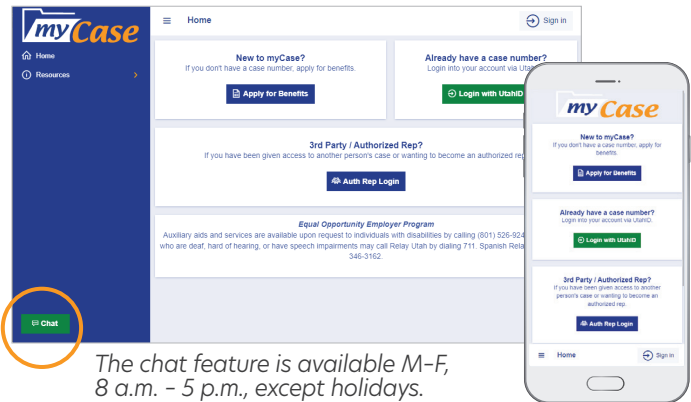 myCase
Home
Resources
Chat
Home
Sign in
New to myCase?
If you don't have a case number, apply for benefits.
Apply for Benefits
Already have a case number?
Login into your account via
Login with UtahID
3rd Party / Authorized Rep?
If you have been given access to another person's case or wanting to become an authorized
Auth Rep Login
Equal Opportunity Employer Program
Auxiliary aids and services are available upon request to individuals with disabilities by calling (801)
who are deaf, hard of hearing, or have speech impairments may call Relay Utah by dialing 711. Spanish
346-3162.
myCase
New to myCase?
If you don't have a case number, apply for
benefits.
Apply for Benefits
Already have a case number?
Login into your account via UtahID.
Login with UtahID
3rd Party / Authorized Rep?
If you have been given access to another
person's case or wanting to become an
authorized rep.
Auth Rep Login
Home
Sign in
The chat feature is available M–F,
8 a.m. – 5 p.m., except holidays.